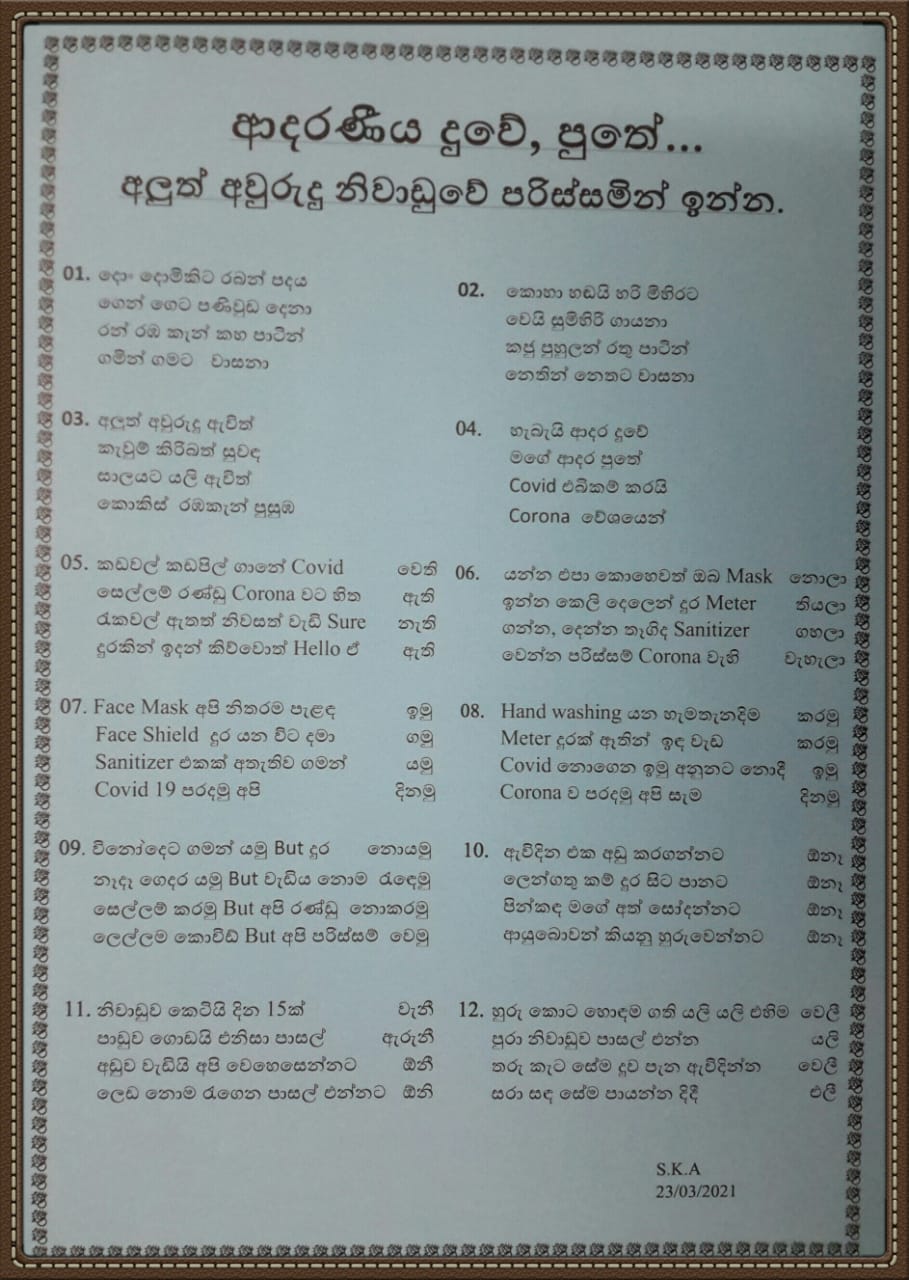 ආදරණීය දුවේ, පුතේ...
අලුත් අවුරුදු නිවාඩුවේ පරිස්සමින් ඉන්න.
01. දොං දොමිකිට රබන් පදය
ගෙන් ගෙට පණිවුඩ දෙනා
රන් රඹ කැන් කහ පාටින්
ගමින් ගමට වාසනා
02. කොහා හඬයි හරි මිහිරට
වෙයි සුමිහිරි ගායනා
කජු පුහුලන් රතු පාටින්
නෙතින් නෙතට වාසනා
03. අලුත් අවුරුදු ඇවිත්
කැවුම් කිරිබත් සුවඳ
සාලයට යලි ඇවිත්
කොකිස් රඹකැන් පුසුඹ
04. හැබැයි ආදර දුවේ
මගේ ආදර පුතේ
Covid එබිකම් කරයි
Corona වේශයෙන්
05. කඩවල් කඩපිල් ගානේ Covid වෙති
සෙල්ලම් රණ්ඩු Corona වට හිත ඇති
රැකවල් ඇතත් නිවසත් වැඩි Sure නැති
දුරකින් ඉදන් කිව්වොත් Hello ඒ ඇති
06. යන්න එපා කොහෙවත් ඔබ Mask නොලා
ඉන්න කෙලි දෙලෙන් දුර Meter තියලා
ගන්න, දෙන්න තෑගිද Sanitizer ගහලා
වෙන්න පරිස්සම් Corona වැහි වැහැලා
07. Face Mask අපි නිතරම පැළඳ ඉමු
Face Shield දුර යන විට දමා ගමු
Sanitizer එකක් අතැතිව ගමන් යමු
Covid 19 පරදමු අපි දිනමු
08. Hand washing යන හැමතැනදිම කරමු
Meter දුරක් ඈතින් ඉඳ වැඩ කරමු
Covid නොගෙන ඉමු අනුනට නොදී ඉමු
Corona ව පරදමු අපි සැම දිනමු
09. විනෝදෙට ගමන් යමු But දුර නොයමු
නෑදෑ ගෙදර යමු But වැඩිය නොම රැඳෙමු
සෙල්ලම් කරමු But අපි රණ්ඩු නොකරමු
ලෙල්ලම කොවිඩ් But අපි පරිස්සම් වෙමු
10. ඇවිදින එක අඩු කරගන්නට ඕනෑ
ලෙන්ගතු කම් දුර සිට පානට ඕනෑ
පින්කඳ මගේ අත් සෝදන්නට ඕනෑ
ආයුබොවන් කියනු හුරුවෙන්නට ඕනෑ
11. නිවාඩුව කෙටියි දින 15ක් වැනී
පාඩුව ගොඩයි එනිසා පාසල් ඇරුනී
අඩුව වැඩියි අපි වෙහෙසෙන්නට ඕනී
ලෙඩ නොම රැගෙන පාසල් එන්නට ඕනි
12. හුරු කොට හොඳම ගති යලි යලි එහිම වෙලී
පුරා නිවාඩුව පාසල් එන්න යලි
තරු කැට සේම දුව පැන ඇවිදින්න වෙලී
සරා සඳ සේම පායන්න දිදී එලී
S.K.A
23/03/2021